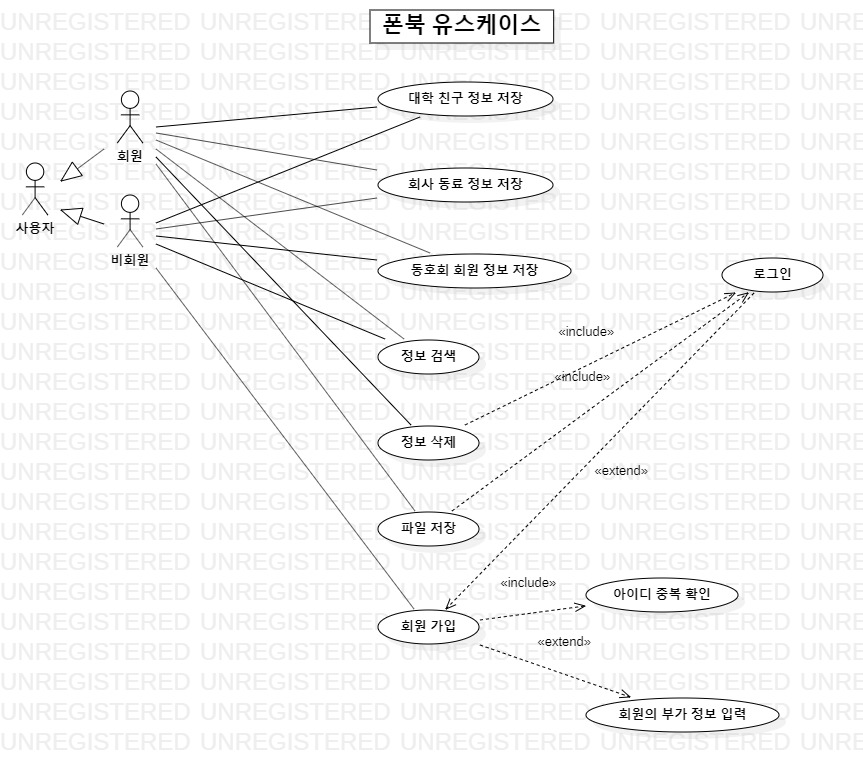 폰북 유스케이스
대학 친구 정보 저장
회원
회사 동료 정보 저장
사용자
비회원
동호회 회원 정보 저장
로그인
«include»
정보 검색
«include»
정보 삭제
«extend»
파일 저장
«include»
아이디 중복 확인
회원 가입
«extend»
회원의 부가 정보 입력
UNREGISTERED